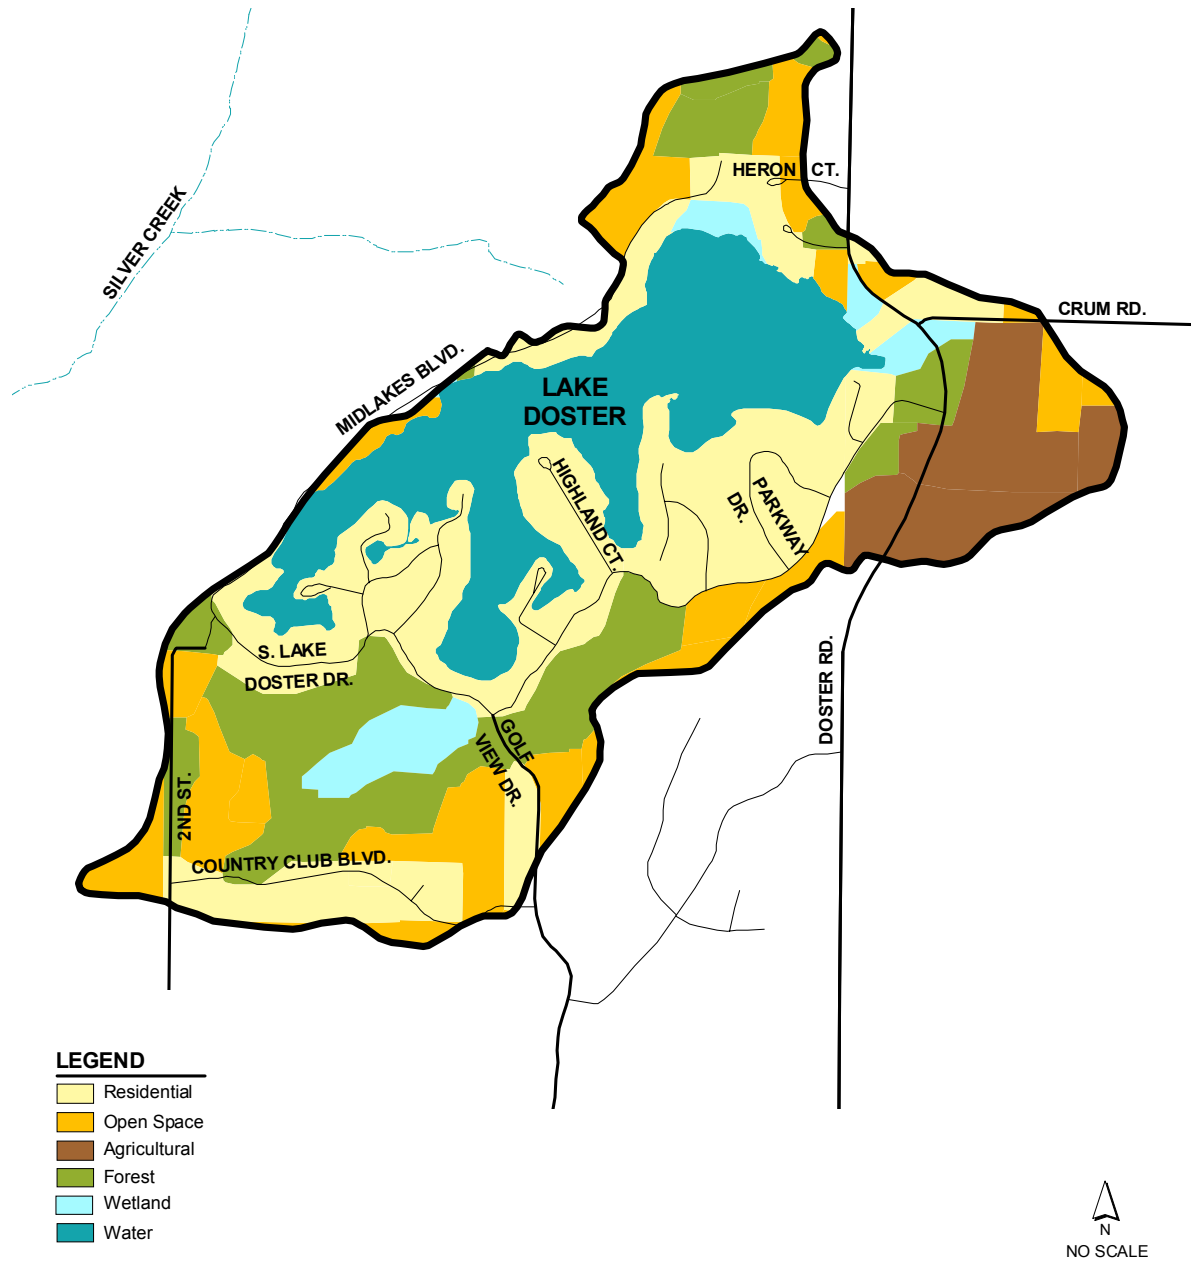 HERON CT.
SILVER CREEK
CRUM RD.
MIDLAKES BLVD.
LAKE
DOSTER
HIGHLAND CT.
PARKWAY
DR.
S. LAKE
DOSTER DR.
DOSTER RD.
GOLF
VIEW DR.
2ND ST.
COUNTRY CLUB BLVD.
LEGEND
Residential
Open Space
Agricultural
Forest
Wetland
Water
N
NO SCALE